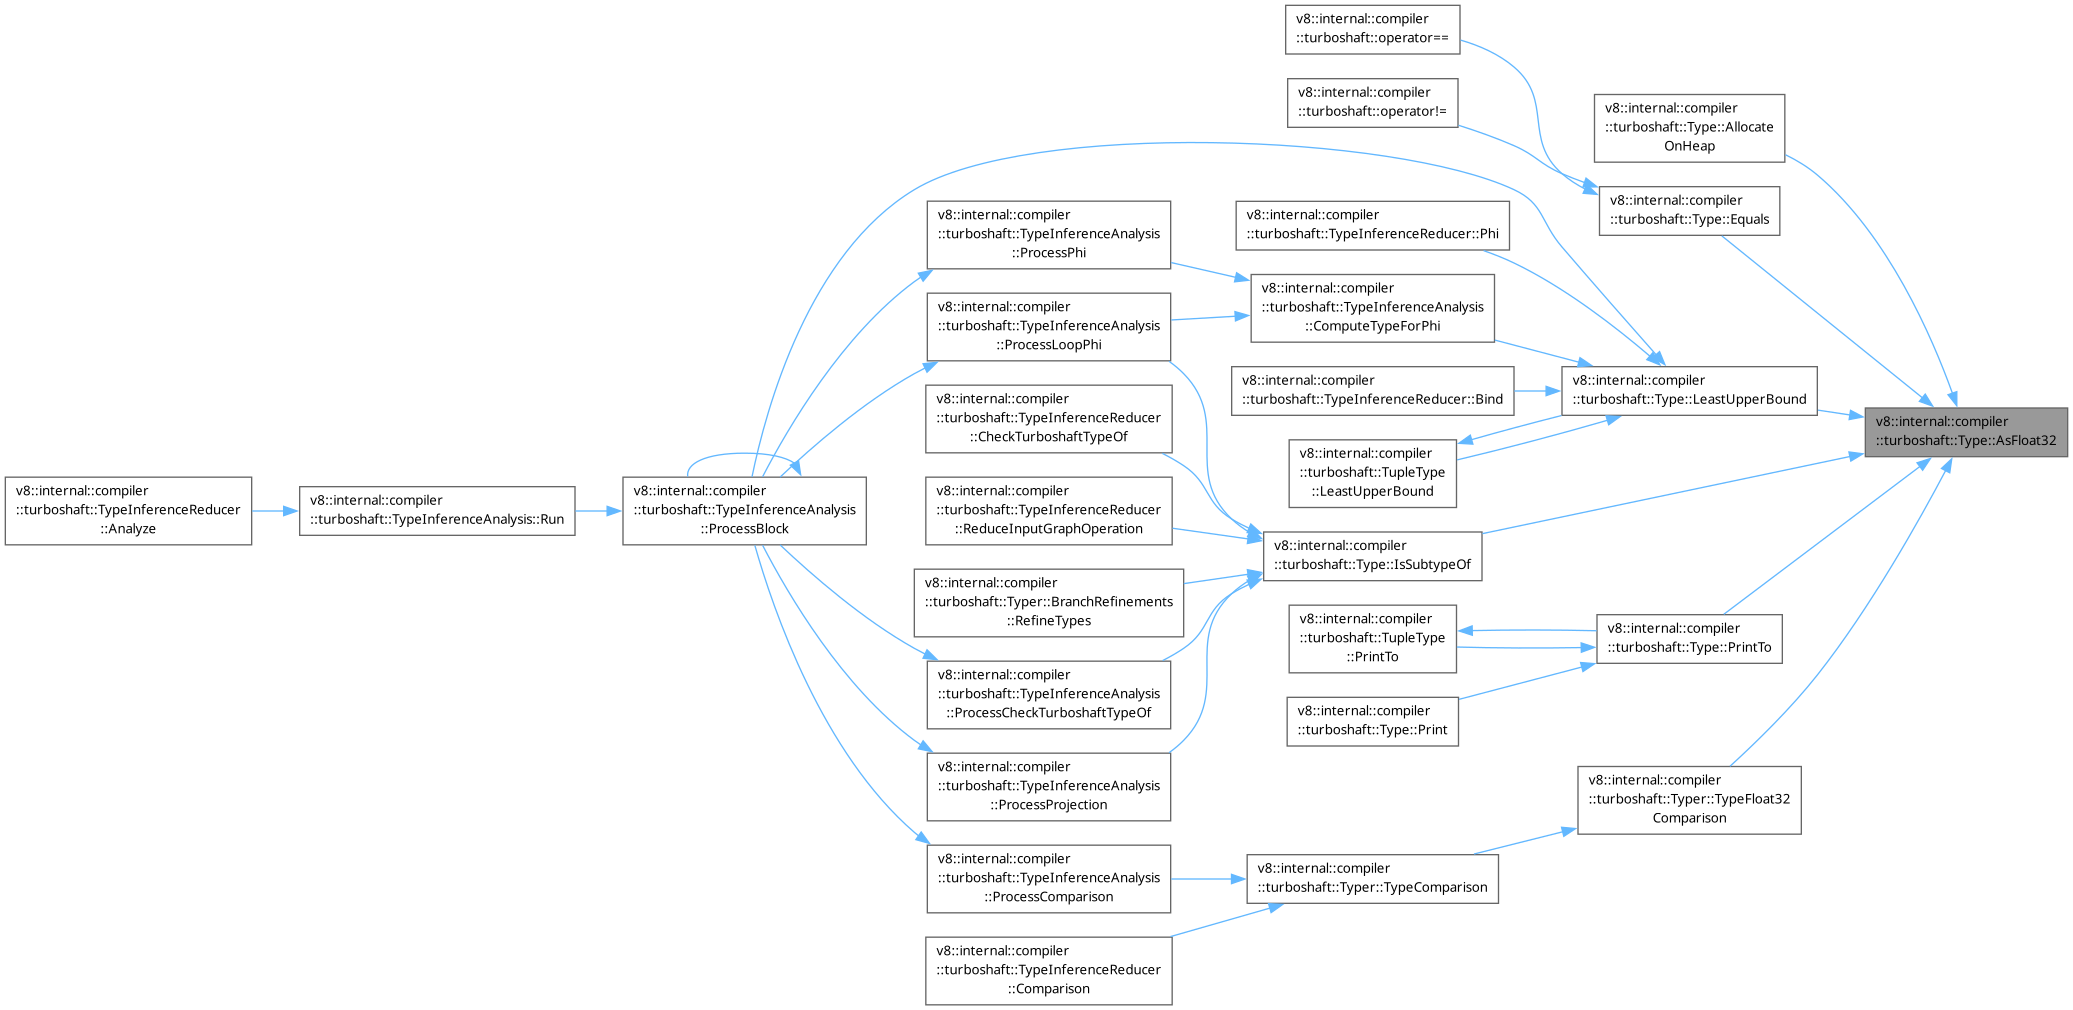 v8::internal::compiler
::turboshaft::operator==
v8::internal::compiler
::turboshaft::operator!=
v8::internal::compiler
::turboshaft::Type::Allocate
OnHeap
v8::internal::compiler
::turboshaft::Type::Equals
v8::internal::compiler
::turboshaft::TypeInferenceAnalysis
::ProcessPhi
v8::internal::compiler
::turboshaft::TypeInferenceReducer::Phi
v8::internal::compiler
::turboshaft::TypeInferenceAnalysis
::ComputeTypeForPhi
v8::internal::compiler
::turboshaft::TypeInferenceAnalysis
::ProcessLoopPhi
v8::internal::compiler
::turboshaft::TypeInferenceReducer::Bind
v8::internal::compiler
::turboshaft::Type::LeastUpperBound
v8::internal::compiler
::turboshaft::TypeInferenceReducer
::CheckTurboshaftTypeOf
v8::internal::compiler
::turboshaft::Type::AsFloat32
v8::internal::compiler
::turboshaft::TupleType
::LeastUpperBound
v8::internal::compiler
::turboshaft::TypeInferenceReducer
::Analyze
v8::internal::compiler
::turboshaft::TypeInferenceAnalysis::Run
v8::internal::compiler
::turboshaft::TypeInferenceAnalysis
::ProcessBlock
v8::internal::compiler
::turboshaft::TypeInferenceReducer
::ReduceInputGraphOperation
v8::internal::compiler
::turboshaft::Type::IsSubtypeOf
v8::internal::compiler
::turboshaft::Typer::BranchRefinements
::RefineTypes
v8::internal::compiler
::turboshaft::TupleType
::PrintTo
v8::internal::compiler
::turboshaft::Type::PrintTo
v8::internal::compiler
::turboshaft::TypeInferenceAnalysis
::ProcessCheckTurboshaftTypeOf
v8::internal::compiler
::turboshaft::Type::Print
v8::internal::compiler
::turboshaft::TypeInferenceAnalysis
::ProcessProjection
v8::internal::compiler
::turboshaft::Typer::TypeFloat32
Comparison
v8::internal::compiler
::turboshaft::TypeInferenceAnalysis
::ProcessComparison
v8::internal::compiler
::turboshaft::Typer::TypeComparison
v8::internal::compiler
::turboshaft::TypeInferenceReducer
::Comparison